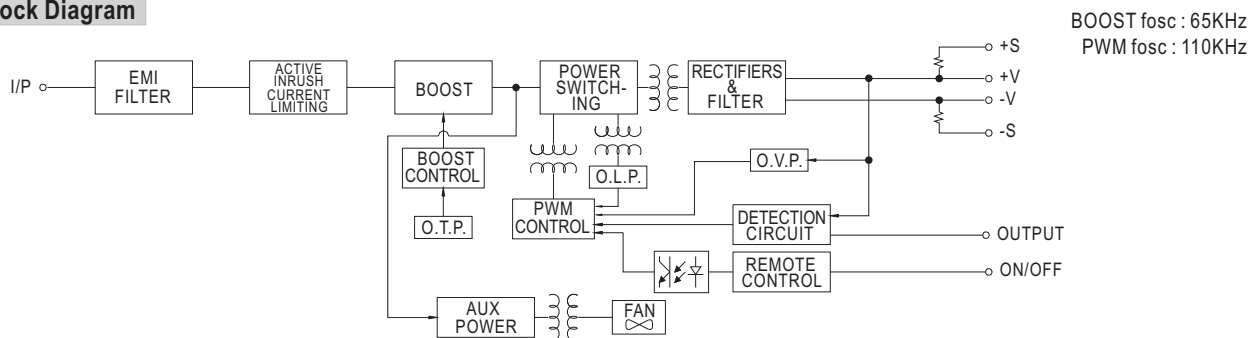 ock Diagram
BOOST fosc : 65KHz
PWM fosc : 110KHz
I/P
EMI
FILTER
ACTIVE
INRUSH
CURRENT
LIMITING
BOOST
POWER
SWITCH-
ING
RECTIFIERS
&
FILTER
+S
+V
-V
-S
BOOST
CONTROL
O.T.P.
O.L.P.
O.V.P.
PWM
CONTROL
DETECTION
CIRCUIT
OUTPUT
REMOTE
CONTROL
ON/OFF
AUX
POWER
FAN